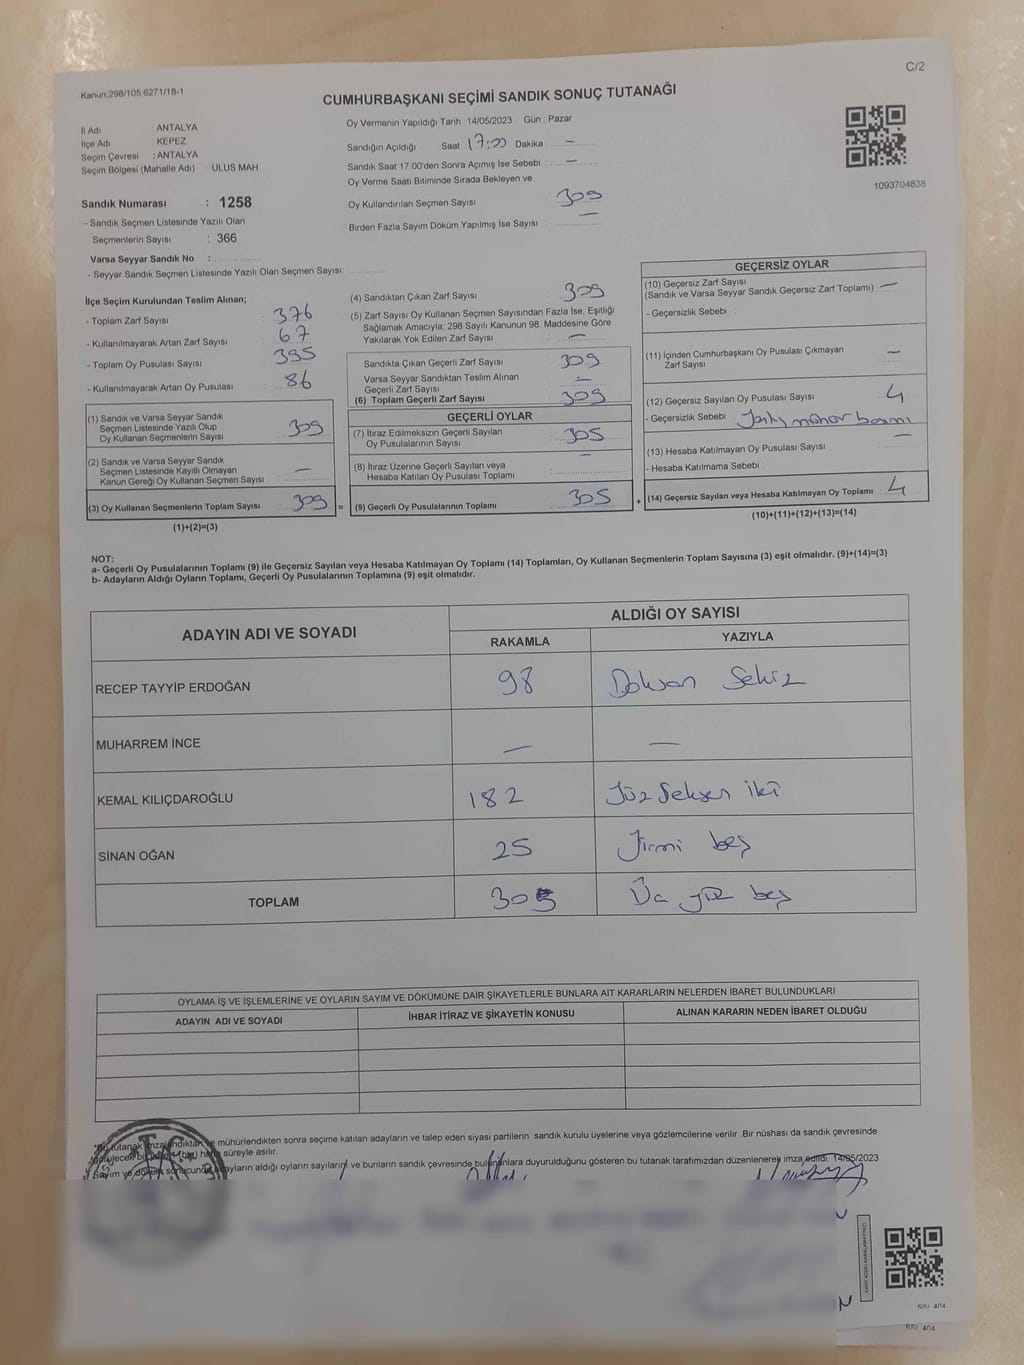 C/2
Kanun:298/105,6271/18-1
CUMHURBAŞKANI SEÇİMİ SANDIK SONUÇ TUTANAĞI
İl Adı : ANTALYA
İlçe Adı : KEPEZ
Seçim Çevresi : ANTALYA
Seçim Bölgesi (Mahalle Adı) : ULUS MAH.
Sandık Numarası : 1258
- Sandık Seçmen Listesinde Yazılı Olan
Seçmenlerin Sayısı : 366
Varsa Seyyar Sandık No :
- Seyyar Sandık Seçmen Listesinde Yazılı Olan Seçmen Sayısı:
Oy Vermenin Yapıldığı Tarih :14/05/2023 Gün : Pazar
Sandığın Açıldığı Saat 17:00 Dakika : —
Sandık Saat 17:00'den Sonra Açımış İse Sebebi : —
Oy Verme Saati Bitiminde Sırada Bekleyen ve
Oy Kullandırılan Seçmen Sayısı : 309
Birden Fazla Sayım Döküm Yapılmış İse Sayısı : —
1093704838
İlçe Seçim Kurulundan Teslim Alınan;
- Toplam Zarf Sayısı : 376
- Kullanılmayarak Artan Zarf Sayısı : 67
- Toplam Oy Pusulası Sayısı : 395
- Kullanılmayarak Artan Oy Pusulası : 86
(1) Sandık ve Varsa Seyyar Sandık
Seçmen Listesinde Yazılı Olup
Oy Kullanan Seçmenlerin Sayısı : 309
(2) Sandık ve Varsa Seyyar Sandık
Seçmen Listesinde Kayıtlı Olmayan
Kanun Gereği Oy Kullanan Seçmen Sayısı : —
(3) Oy Kullanan Seçmenlerin Toplam Sayısı : 309 =
(1)+(2)=(3)
(4) Sandıktan Çıkan Zarf Sayısı : 309
(5) Zarf Sayısı Oy Kullanan Seçmen Sayısından Fazla İse, Eşitliği
Sağlamak Amacıyla, 298 Sayılı Kanunun 98. Maddesine Göre
Yakılarak Yok Edilen Zarf Sayısı : —
Sandıkta Çıkan Geçerli Zarf Sayısı : 309
Varsa Seyyar Sandıktan Teslim Alınan
Geçerli Zarf Sayısı : —
(6) Toplam Geçerli Zarf Sayısı : 309
GEÇERLİ OYLAR
(7) İtiraz Edilmeksizin Geçerli Sayılan
Oy Pusulalarının Sayısı : 305
(8) İtiraz Üzerine Geçerli Sayılan veya
Hesaba Katılan Oy Pusulası Toplamı : —
(9) Geçerli Oy Pusulalarının Toplamı : 305 +
GEÇERSİZ OYLAR
(10) Geçersiz Zarf Sayısı
(Sandık ve Varsa Seyyar Sandık Geçersiz Zarf Toplamı) : —
- Geçersizlik Sebebi :
(11) İçinden Cumhurbaşkanı Oy Pusulası Çıkmayan
Zarf Sayısı : —
(12) Geçersiz Sayılan Oy Pusulası Sayısı : 4
- Geçersizlik Sebebi :
(13) Hesaba Katılmayan Oy Pusulası Sayısı : —
- Hesaba Katılmama Sebebi :
(14) Geçersiz Sayılan veya Hesaba Katılmayan Oy Toplamı : 4
(10)+(11)+(12)+(13)=(14)
NOT:
a- Geçerli Oy Pusulalarının Toplamı (9) ile Geçersiz Sayılan veya Hesaba Katılmayan Oy Toplamı (14) Toplamları, Oy Kullanan Seçmenlerin Toplam Sayısına (3) eşit olmalıdır. (9)+(14)=(3)
b- Adayların Aldığı Oyların Toplamı, Geçerli Oy Pusulalarının Toplamına (9) eşit olmalıdır.
ADAYIN ADI VE SOYADI ALDIĞI OY SAYISI
RAKAMLA YAZIYLA
RECEP TAYYİP ERDOĞAN 98 Doksan Sekiz
MUHARREM İNCE — —
KEMAL KILIÇDAROĞLU 182 Yüz Seksen iki
SİNAN OĞAN 25 Yirmi beş
TOPLAM 305 Üç yüz beş
OYLAMA İŞ VE İŞLEMLERİNE VE OYLARIN SAYIM VE DÖKÜMÜNE DAİR ŞİKAYETLERLE BUNLARA AİT KARARLARIN NELERDEN İBARET BULUNDUKLARI
ADAYIN ADI VE SOYADI İHBAR İTİRAZ VE ŞİKAYETİN KONUSU ALINAN KARARIN NEDEN İBARET OLDUĞU
*Bu tutanak imzalandıktan ve mühürlendikten sonra seçime katılan adayların ve talep eden siyasi partilerin sandık kurulu üyelerine veya gözlemcilerine verilir. Bir nüshası da sandık çevresinde
görülecek bir hafta süreyle asılır.
Sayım ve döküm sonucunda adayların aldığı oyların sayılarını ve bunların sandık çevresinde bulunanlara duyurulduğunu gösteren bu tutanak tarafımızdan düzenlenerek imza edildi. 14/05/2023
SSL 404
SSL 404